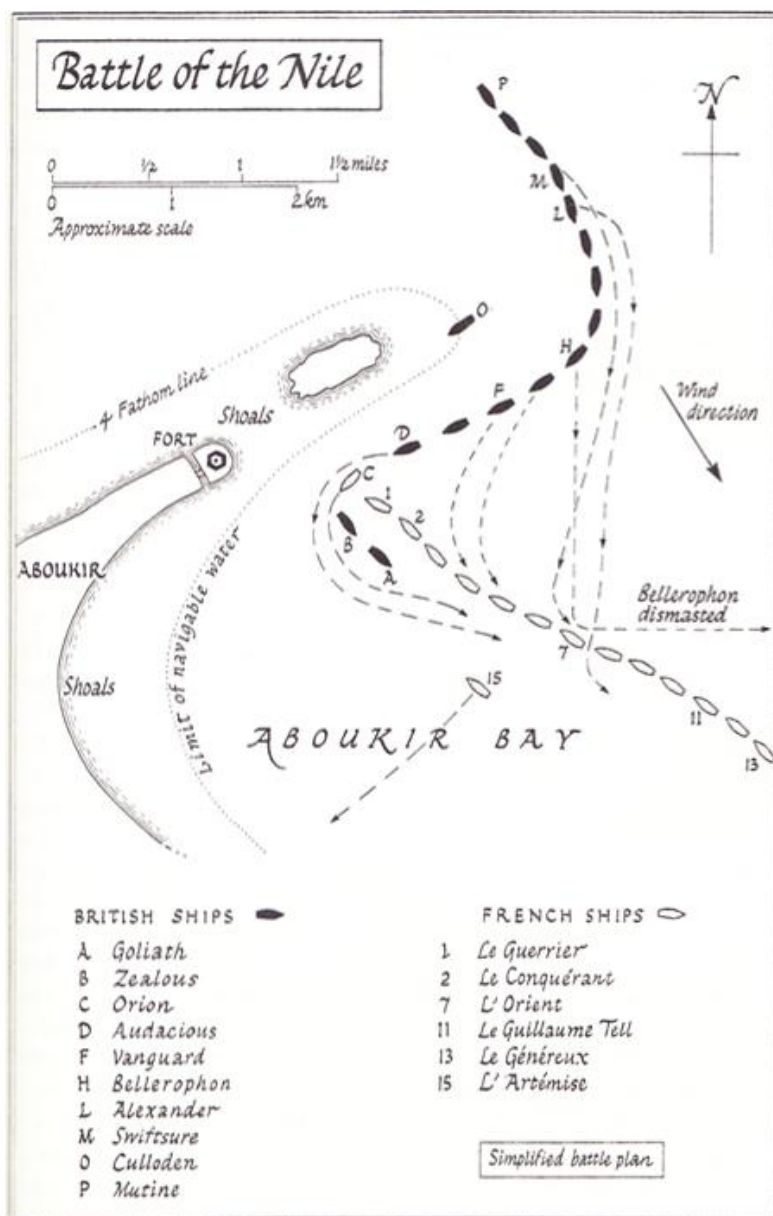 Battle of the Nile
0 1/2 1 1½ miles
0 1 2 km
Approximate scale
N
P
M
L
O
H
4 Fathom line
Shoals
F
Wind
direction
FORT
D
C
1
2
B
A
ABOUKIR
Limit of navigable water
Bellerophon
dismasted
7
Shoals
15
11
ABOUKIR BAY
13
BRITISH SHIPS
A Goliath
B Zealous
C Orion
D Audacious
F Vanguard
H Bellerophon
L Alexander
M Swiftsure
O Culloden
P Mutine
FRENCH SHIPS
1 Le Guerrier
2 Le Conquérant
7 L'Orient
11 Le Guillaume Tell
13 Le Généreux
15 L'Artémise
Simplified battle plan